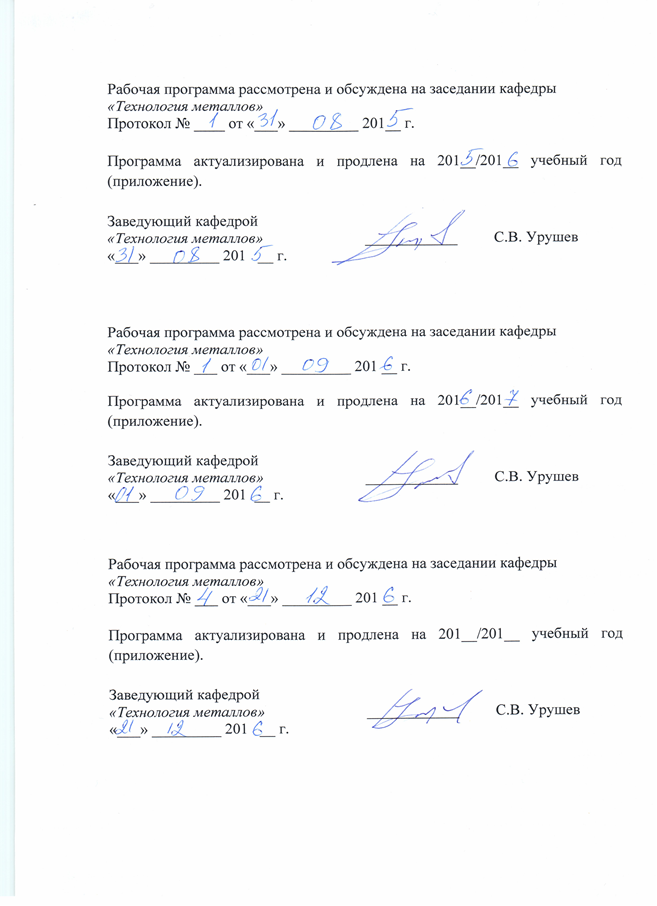 Рабочая программа рассмотрена и обсуждена на заседании кафедры
«Технология металлов»
Протокол № 1 от «31» 08 2015 г.
Программа актуализирована и продлена на 2015/2016 учебный год
(приложение).
Заведующий кафедрой
«Технология металлов» С.В. Урушев
«31» 08 2015 г.
Рабочая программа рассмотрена и обсуждена на заседании кафедры
«Технология металлов»
Протокол № 1 от «01» 09 2016 г.
Программа актуализирована и продлена на 2016/2017 учебный год
(приложение).
Заведующий кафедрой
«Технология металлов» С.В. Урушев
«01» 09 2016 г.
Рабочая программа рассмотрена и обсуждена на заседании кафедры
«Технология металлов»
Протокол № 4 от «21» 12 2016 г.
Программа актуализирована и продлена на 201__/201__ учебный год
(приложение).
Заведующий кафедрой
«Технология металлов» С.В. Урушев
«21» 12 2016 г.